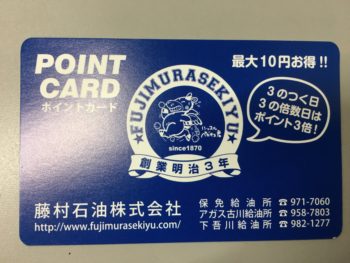 POINT
CARD
ポイントカード
最大10円お得!!
FUJIMURASEKIYU
since1870
創業明治3年
3のつく日
3の倍数日は
ポイント3倍!
藤村石油株式会社
http://www.fujimurasekiyu.com/
保免給油所 ☎971-7060
アガス古川給油所 ☎958-7803
下吾川給油所 ☎982-1277